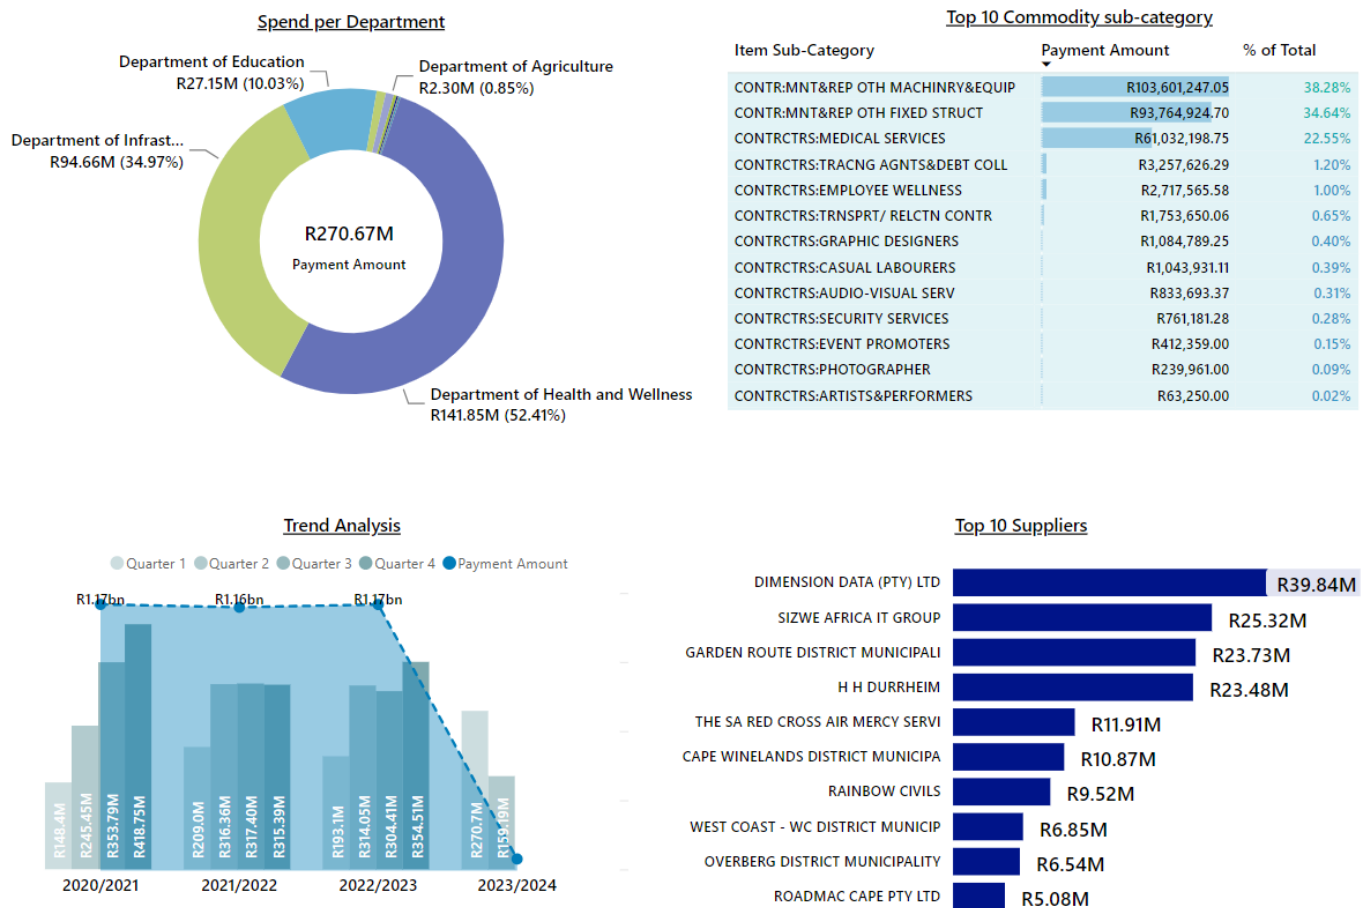 Spend per Department
Department of Education
R27.15M (10.03%)
Department of Agriculture
R2.30M (0.85%)
Department of Infrast...
R94.66M (34.97%)
R270.67M
Payment Amount
Department of Health and Wellness
R141.85M (52.41%)
Top 10 Commodity sub-category
Item Sub-Category Payment Amount % of Total
CONTR:MNT&REP OTH MACHINRY&EQUIP R103,601,247.05 38.28%
CONTR:MNT&REP OTH FIXED STRUCT R93,764,924.70 34.64%
CONTRCTRS:MEDICAL SERVICES R61,032,198.75 22.55%
CONTRCTRS:TRACNG AGNTS&DEBT COLL R3,257,626.29 1.20%
CONTRCTRS:EMPLOYEE WELLNESS R2,717,565.58 1.00%
CONTRCTRS:TRNSPRT/ RELCTN CONTR R1,753,650.06 0.65%
CONTRCTRS:GRAPHIC DESIGNERS R1,084,789.25 0.40%
CONTRCTRS:CASUAL LABOURERS R1,043,931.11 0.39%
CONTRCTRS:AUDIO-VISUAL SERV R833,693.37 0.31%
CONTRCTRS:SECURITY SERVICES R761,181.28 0.28%
CONTRCTRS:EVENT PROMOTERS R412,359.00 0.15%
CONTRCTRS:PHOTOGRAPHER R239,961.00 0.09%
CONTRCTRS:ARTISTS&PERFORMERS R63,250.00 0.02%
Trend Analysis
Quarter 1 Quarter 2 Quarter 3 Quarter 4 Payment Amount
R1.17bn R1.16bn R1.17bn
R148.4M R245.45M R353.79M R418.75M R209.0M R316.36M R317.40M R315.39M R193.1M R314.05M R304.41M R354.51M R270.7M R159.19M
2020/2021 2021/2022 2022/2023 2023/2024
Top 10 Suppliers
DIMENSION DATA (PTY) LTD R39.84M
SIZWE AFRICA IT GROUP R25.32M
GARDEN ROUTE DISTRICT MUNICIPALI R23.73M
H H DURRHEIM R23.48M
THE SA RED CROSS AIR MERCY SERVI R11.91M
CAPE WINELANDS DISTRICT MUNICIPA R10.87M
RAINBOW CIVILS R9.52M
WEST COAST - WC DISTRICT MUNICIP R6.85M
OVERBERG DISTRICT MUNICIPALITY R6.54M
ROADMAC CAPE PTY LTD R5.08M